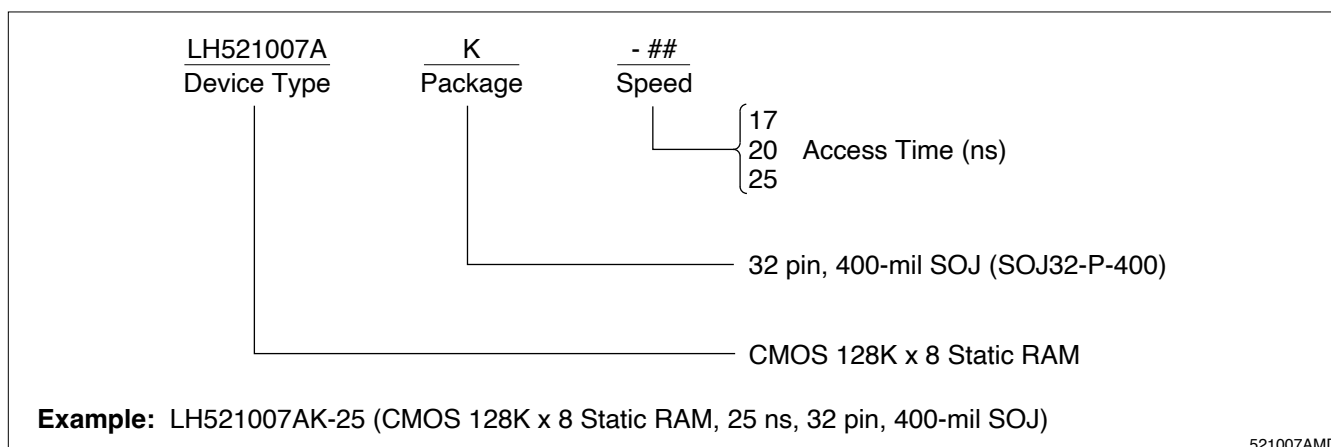 LH521007A K - ##
Device Type Package Speed
17
20 Access Time (ns)
25
32 pin, 400-mil SOJ (SOJ32-P-400)
CMOS 128K x 8 Static RAM
Example: LH521007AK-25 (CMOS 128K x 8 Static RAM, 25 ns, 32 pin, 400-mil SOJ)